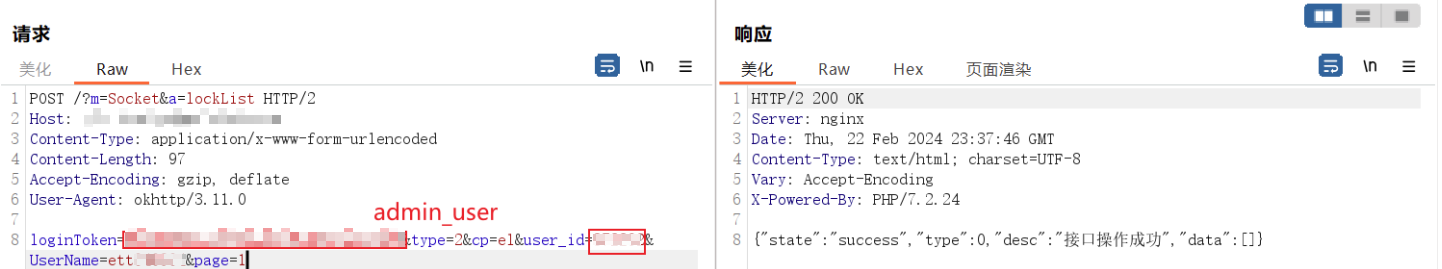 请求
美化 Raw Hex \n
1 POST /?m=Socket&a=lockList HTTP/2
2 Host:
3 Content-Type: application/x-www-form-urlencoded
4 Content-Length: 97
5 Accept-Encoding: gzip, deflate
6 User-Agent: okhttp/3.11.0
7
admin_user
8 loginToken= &type=2&cp=el&user_id= &
UserName=ett &page=1
响应
美化 Raw Hex 页面渲染 \n
1 HTTP/2 200 OK
2 Server: nginx
3 Date: Thu, 22 Feb 2024 23:37:46 GMT
4 Content-Type: text/html; charset=UTF-8
5 Vary: Accept-Encoding
6 X-Powered-By: PHP/7.2.24
7
8 {"state":"success","type":0,"desc":"接口操作成功","data":[]}